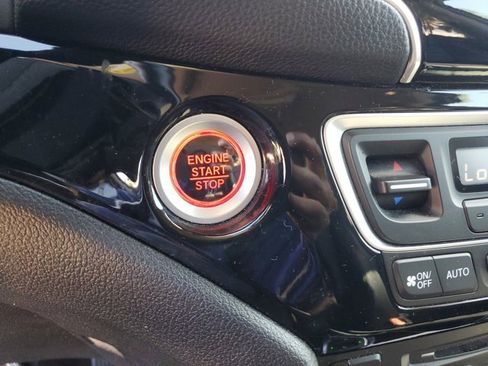 ENGINE
START
STOP
Lo
ON/
OFF
AUTO